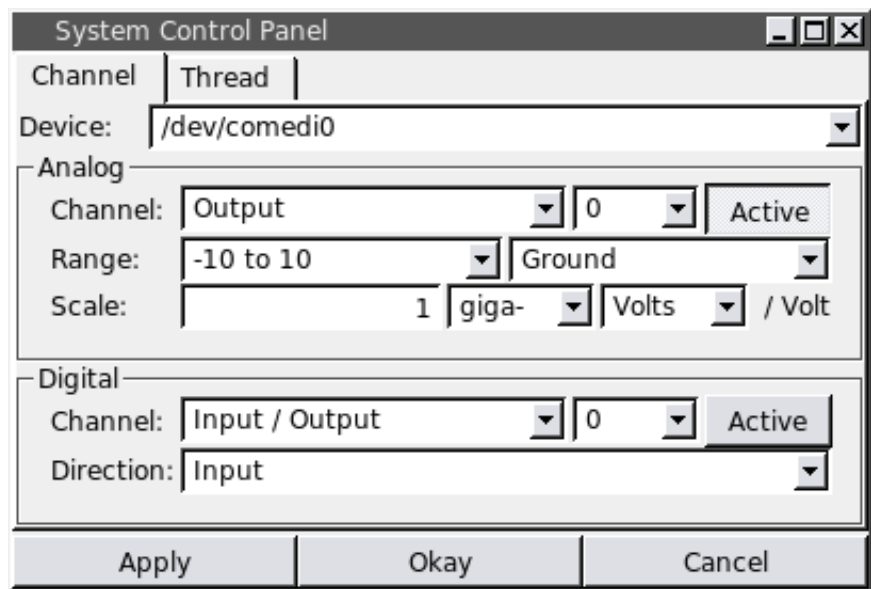 System Control Panel
Channel Thread
Device: /dev/comedi0
Analog
Channel: Output 0 Active
Range: -10 to 10 Ground
Scale: 1 giga- Volts / Volt
Digital
Channel: Input / Output 0 Active
Direction: Input
Apply Okay Cancel